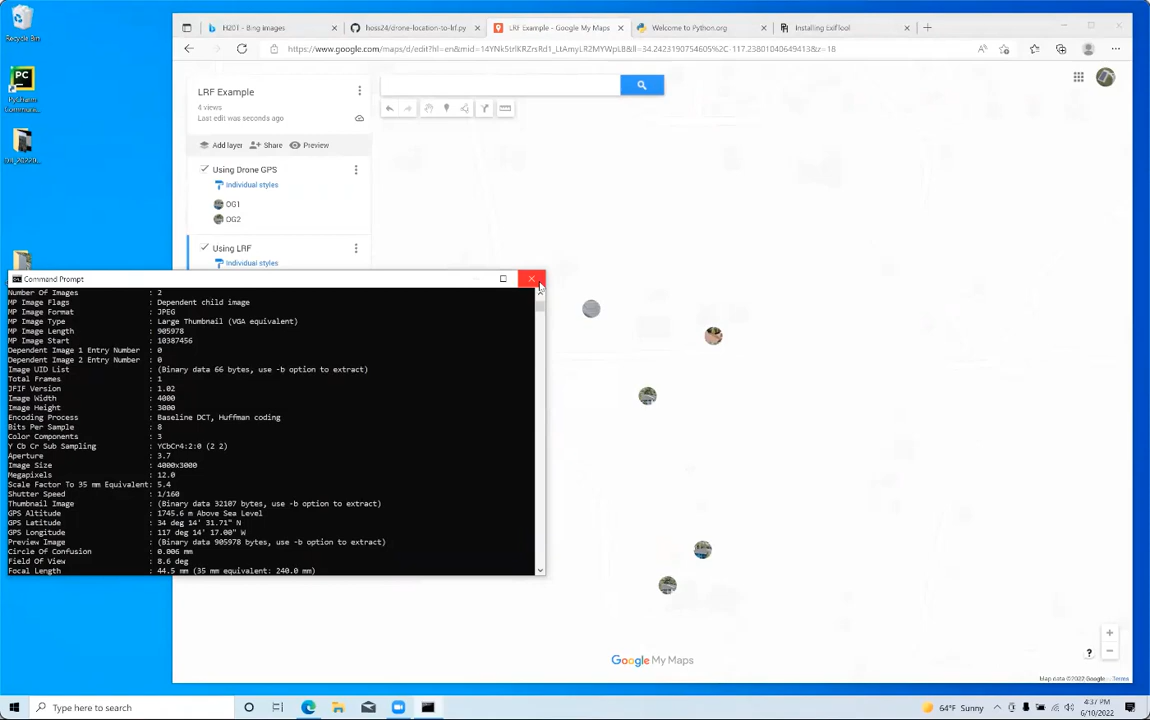 Recycle Bin
PyCharm
Commun...
DJI_20220...
H20T - Bing images
hoss24/drone-location-to-lrf.py
LRF Example - Google My Maps
Welcome to Python.org
Installing ExifTool
LRF Example
4 views
Last edit was seconds ago
Add layer
Share
Preview
Using Drone GPS
Individual styles
OG1
OG2
Using LRF
Individual styles
Command Prompt
Number Of Images : 2
MP Image Flags : Dependent child image
MP Image Format : JPEG
MP Image Type : Large Thumbnail (VGA equivalent)
MP Image Length : 905978
MP Image Start : 10387456
Dependent Image 1 Entry Number : 0
Dependent Image 2 Entry Number : 0
Image UID List : (Binary data 66 bytes, use -b option to extract)
Total Frames : 1
JFIF Version : 1.02
Image Width : 4000
Image Height : 3000
Encoding Process : Baseline DCT, Huffman coding
Bits Per Sample : 8
Color Components : 3
Y Cb Cr Sub Sampling : YCbCr4:2:0 (2 2)
Aperture : 3.7
Image Size : 4000x3000
Megapixels : 12.0
Scale Factor To 35 mm Equivalent: 5.4
Shutter Speed : 1/160
Thumbnail Image : (Binary data 32107 bytes, use -b option to extract)
GPS Altitude : 1745.6 m Above Sea Level
GPS Latitude : 34 deg 14' 31.71" N
GPS Longitude : 117 deg 14' 17.00" W
Preview Image : (Binary data 905978 bytes, use -b option to extract)
Circle Of Confusion : 0.006 mm
Field Of View : 8.6 deg
Focal Length : 44.5 mm (35 mm equivalent: 240.0 mm)
Google My Maps
Map data ©2022 Google
Terms
Type here to search
64°F Sunny
4:37 PM
6/10/2022